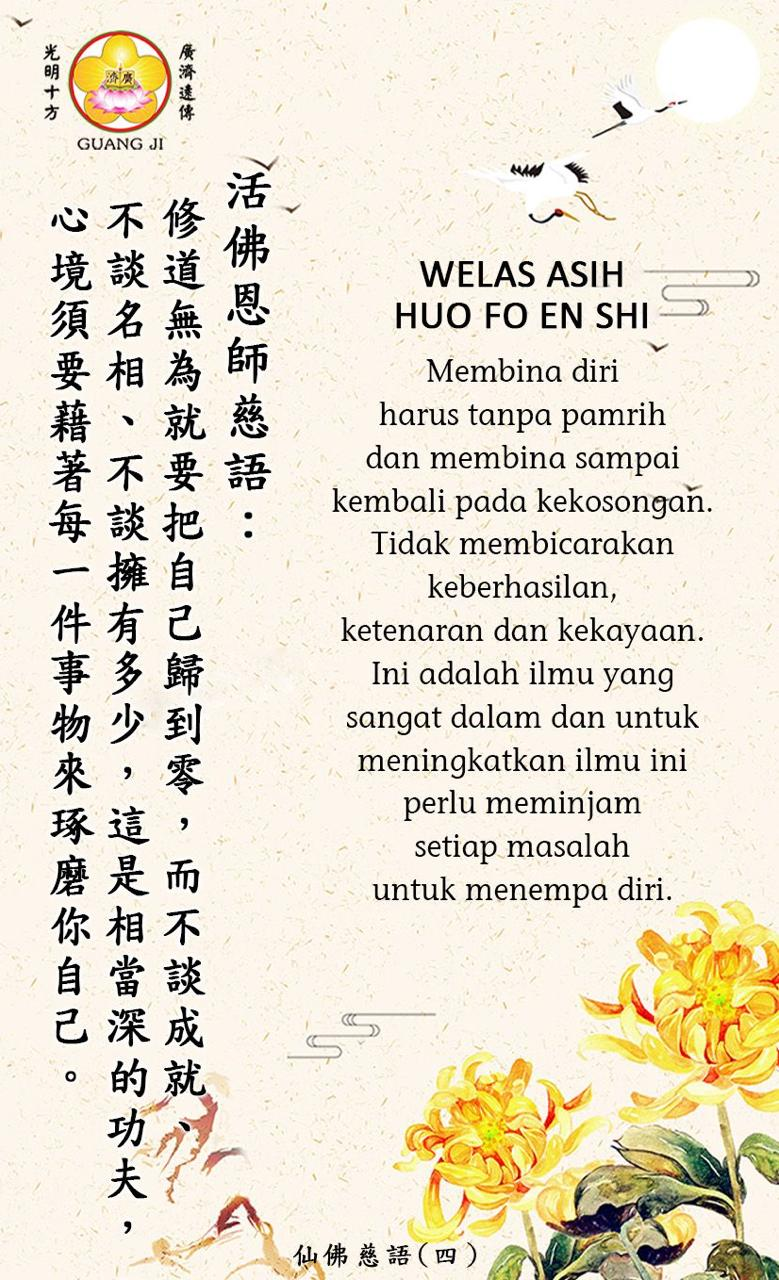 光明十方
廣濟遠傳
廣濟
GUANG JI
活佛恩師慈語：
修道無為就要把自己歸到零，而不談成就、
不談名相、不談擁有多少，這是相當深的功夫，
心境須要藉著每一件事物來琢磨你自己。
WELAS ASIH
HUO FO EN SHI
Membina diri
harus tanpa pamrih
dan membina sampai
kembali pada kekosongan.
Tidak membicarakan
keberhasilan,
ketenaran dan kekayaan.
Ini adalah ilmu yang
sangat dalam dan untuk
meningkatkan ilmu ini
perlu meminjam
setiap masalah
untuk menempa diri.
仙佛慈語(四)